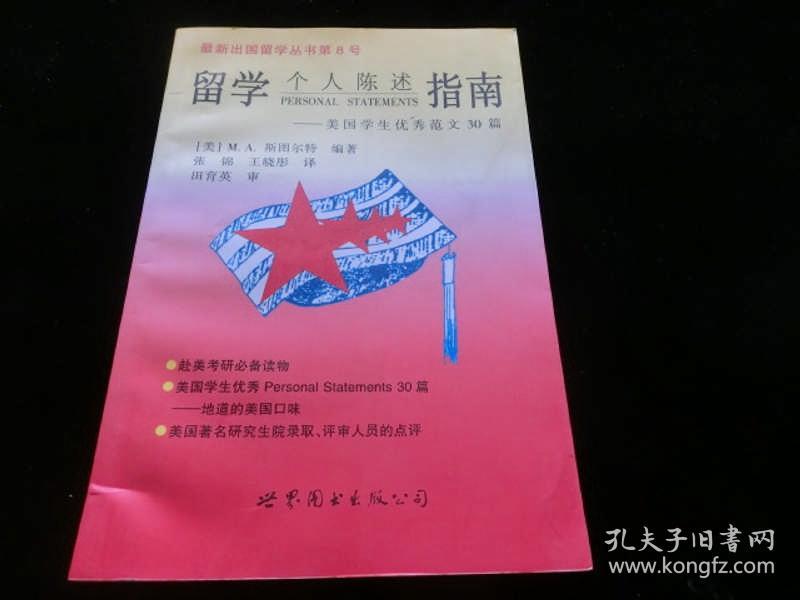 最新出国留学丛书第8号
留学 个人陈述 指南
PERSONAL STATEMENTS
——美国学生优秀范文30篇
[美] M.A. 斯图尔特 编著
张锦 王晓彤 译
田育英 审
●赴美考研必备读物
●美国学生优秀 Personal Statements 30篇
——地道的美国口味
●美国著名研究生院录取、评审人员的点评
世界图书出版公司
孔夫子旧书网
www.kongfz.com